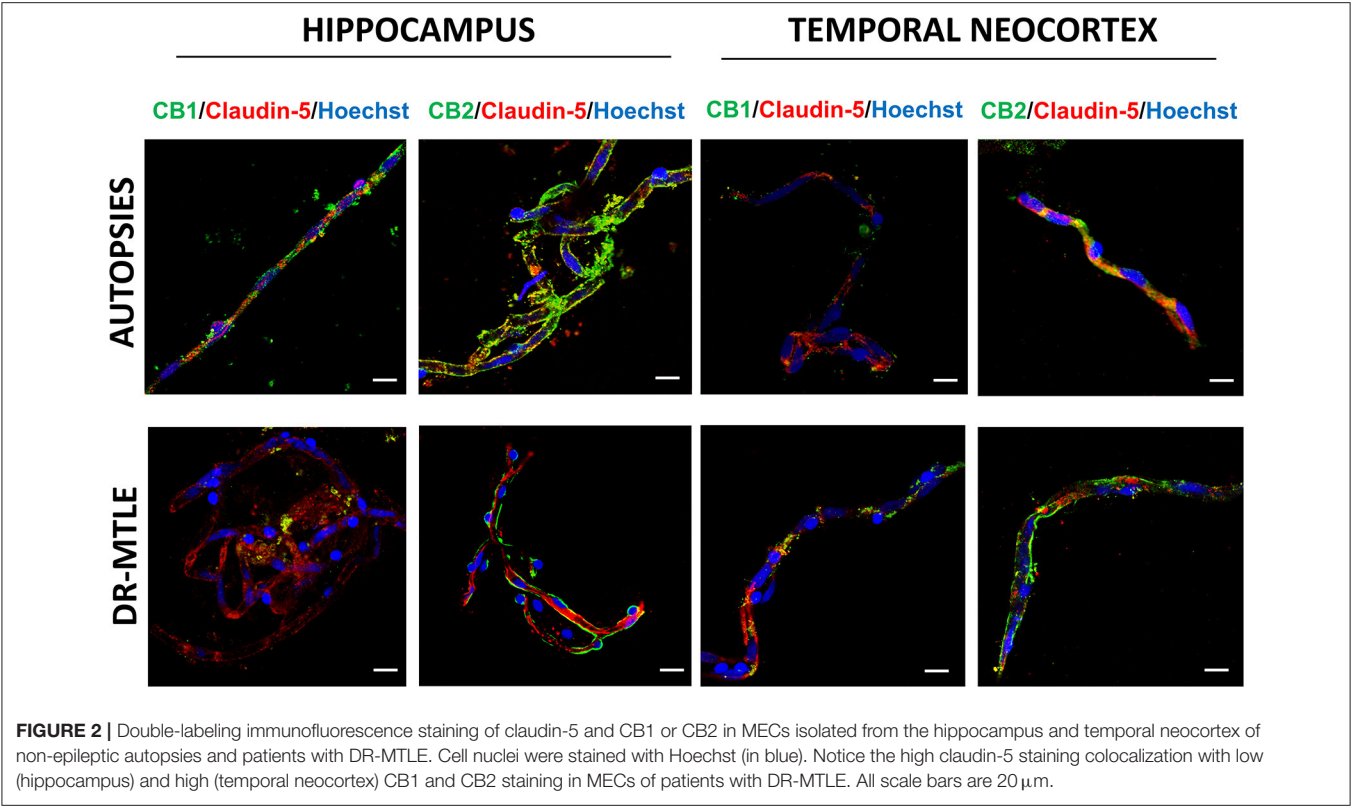 HIPPOCAMPUS
TEMPORAL NEOCORTEX
CB1/Claudin-5/Hoechst
CB2/Claudin-5/Hoechst
CB1/Claudin-5/Hoechst
CB2/Claudin-5/Hoechst
AUTOPSIES
DR-MTLE
FIGURE 2 | Double-labeling immunofluorescence staining of claudin-5 and CB1 or CB2 in MECs isolated from the hippocampus and temporal neocortex of
non-epileptic autopsies and patients with DR-MTLE. Cell nuclei were stained with Hoechst (in blue). Notice the high claudin-5 staining colocalization with low
(hippocampus) and high (temporal neocortex) CB1 and CB2 staining in MECs of patients with DR-MTLE. All scale bars are 20 μm.